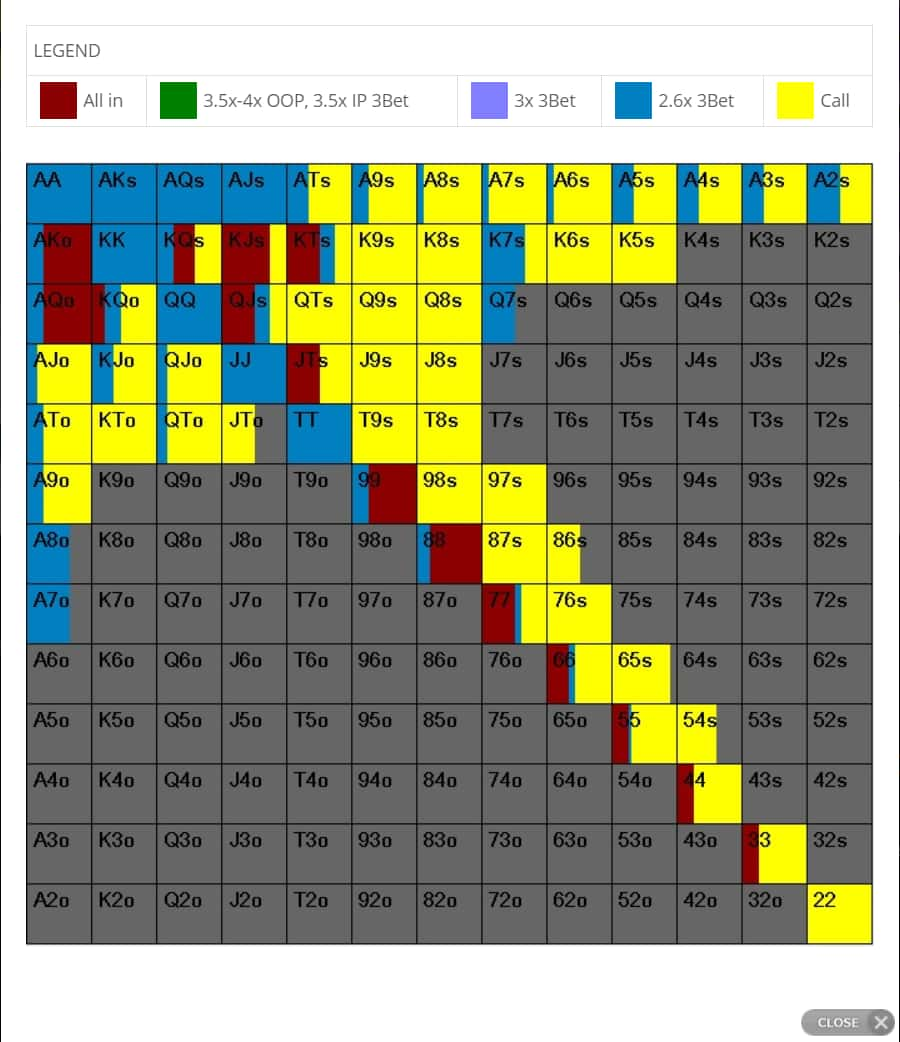 LEGEND
All in 3.5x-4x OOP, 3.5x IP 3Bet 3x 3Bet 2.6x 3Bet Call
AA AKs AQs AJs ATs A9s A8s A7s A6s A5s A4s A3s A2s
AKo KK KQs KJs KTs K9s K8s K7s K6s K5s K4s K3s K2s
AQo KQo QQ QJs QTs Q9s Q8s Q7s Q6s Q5s Q4s Q3s Q2s
AJo KJo QJo JJ JTs J9s J8s J7s J6s J5s J4s J3s J2s
ATo KTo QTo JTo TT T9s T8s T7s T6s T5s T4s T3s T2s
A9o K9o Q9o J9o T9o 99 98s 97s 96s 95s 94s 93s 92s
A8o K8o Q8o J8o T8o 98o 88 87s 86s 85s 84s 83s 82s
A7o K7o Q7o J7o T7o 97o 87o 77 76s 75s 74s 73s 72s
A6o K6o Q6o J6o T6o 96o 86o 76o 66 65s 64s 63s 62s
A5o K5o Q5o J5o T5o 95o 85o 75o 65o 55 54s 53s 52s
A4o K4o Q4o J4o T4o 94o 84o 74o 64o 54o 44 43s 42s
A3o K3o Q3o J3o T3o 93o 83o 73o 63o 53o 43o 33 32s
A2o K2o Q2o J2o T2o 92o 82o 72o 62o 52o 42o 32o 22
CLOSE